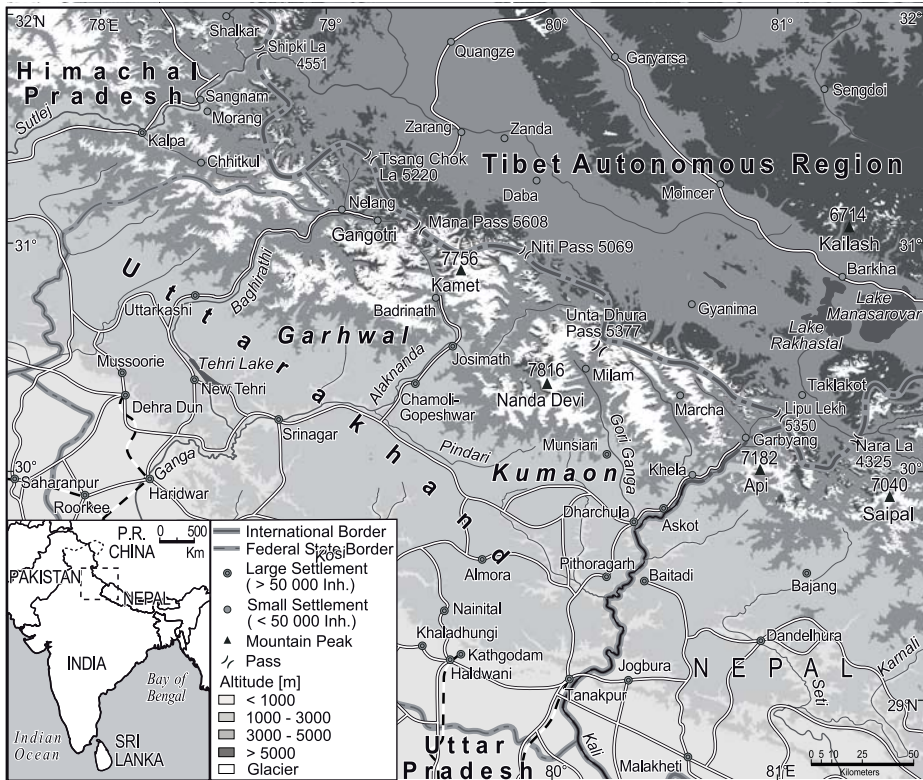 32°N
78°E
79
80
81
32°N
Shalkar
Shipki La
4551
Quangze
Garyarsa
Himachal
Pradesh
Sangnam
Morang
Sengdoi
Sutlej
Kalpa
Zarang
Zanda
Chhitkul
Tsang Chok
La 5220
Tibet Autonomous Region
Daba
Moincer
Nelang
Gangotri
Mana Pass 5608
6714
Kailash
31°
31°
Niti Pass 5069
7756
Kamet
Barkha
Uttarakhand
Baghirathi
Uttarkashi
Badrinath
Gyanima
Lake
Manasarovar
Garhwal
Unta Dhura
Pass 5377
Lake
Rakhastal
Mussoorie
Tehri Lake
Alaknanda
Josimath
7816
Nanda Devi
Milam
Taklakot
New Tehri
Dehra Dun
Chamoli-
Gopeshwar
Marcha
Lipu Lekh
5350
Srinagar
Garbyang
Nara La
4325
Pindari
Munsiari
Gori Ganga
30°
Ganga
Kumaon
Khela
7182
Api
30°
Saharanpur
Haridwar
7040
Saipal
Roorkee
Dharchula
Askot
P.R.
CHINA
0 500
Km
International Border
Federal State Border
Kosi
PAKISTAN
NEPAL
Large Settlement
(> 50 000 Inh.)
Almora
Pithoragarh
Baitadi
Bajang
Small Settlement
(< 50 000 Inh.)
Nainital
INDIA
Mountain Peak
Khaladhungi
Kathgodam
Dandelhura
Pass
Haldwani
Jogbura
NEPAL
Karnali
Bay of
Bengal
Altitude [m]
Tanakpur
Seti
< 1000
1000 - 3000
29°N
3000 - 5000
Indian
Ocean
SRI
LANKA
> 5000
Uttar
Pradesh
Kali
Malakheti
Glacier
80°
81°E
0 5 10 25 50
Kilometers